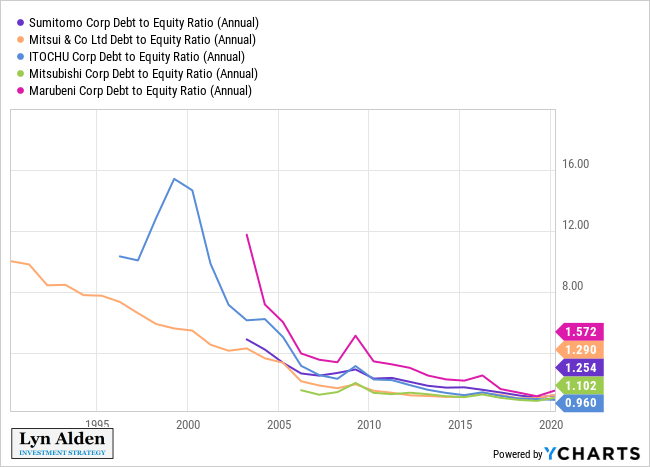 Sumitomo Corp Debt to Equity Ratio (Annual)
Mitsui & Co Ltd Debt to Equity Ratio (Annual)
ITOCHU Corp Debt to Equity Ratio (Annual)
Mitsubishi Corp Debt to Equity Ratio (Annual)
Marubeni Corp Debt to Equity Ratio (Annual)
16.00
12.00
8.00
1.572
1.290
1.254
1.102
0.960
1995 2000 2005 2010 2015 2020
Lyn Alden
INVESTMENT STRATEGY
Powered by YCHARTS